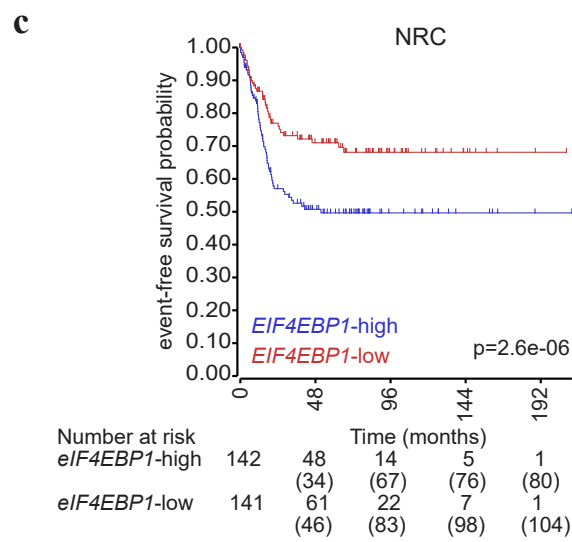 c
NRC
event-free survival probability
1.00
0.90
0.80
0.70
0.60
0.50
0.40
0.30
0.20
0.10
0.00
EIF4EBP1-high
EIF4EBP1-low
p=2.6e-06
0 48 96 144 192
Number at risk Time (months)
eIF4EBP1-high 142 48 14 5 1
(34) (67) (76) (80)
eIF4EBP1-low 141 61 22 7 1
(46) (83) (98) (104)